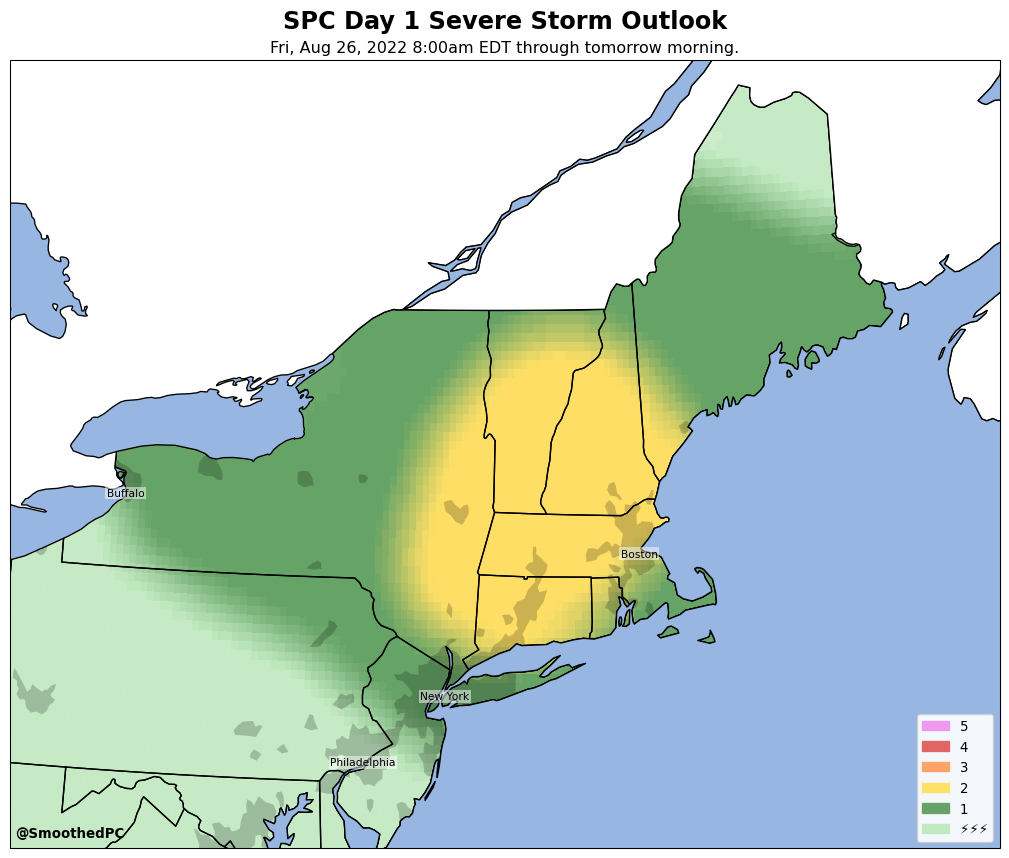 SPC Day 1 Severe Storm Outlook
Fri, Aug 26, 2022 8:00am EDT through tomorrow morning.
Buffalo
Boston
New York
Philadelphia
5
4
3
2
1
⚡⚡⚡
@SmoothedPC